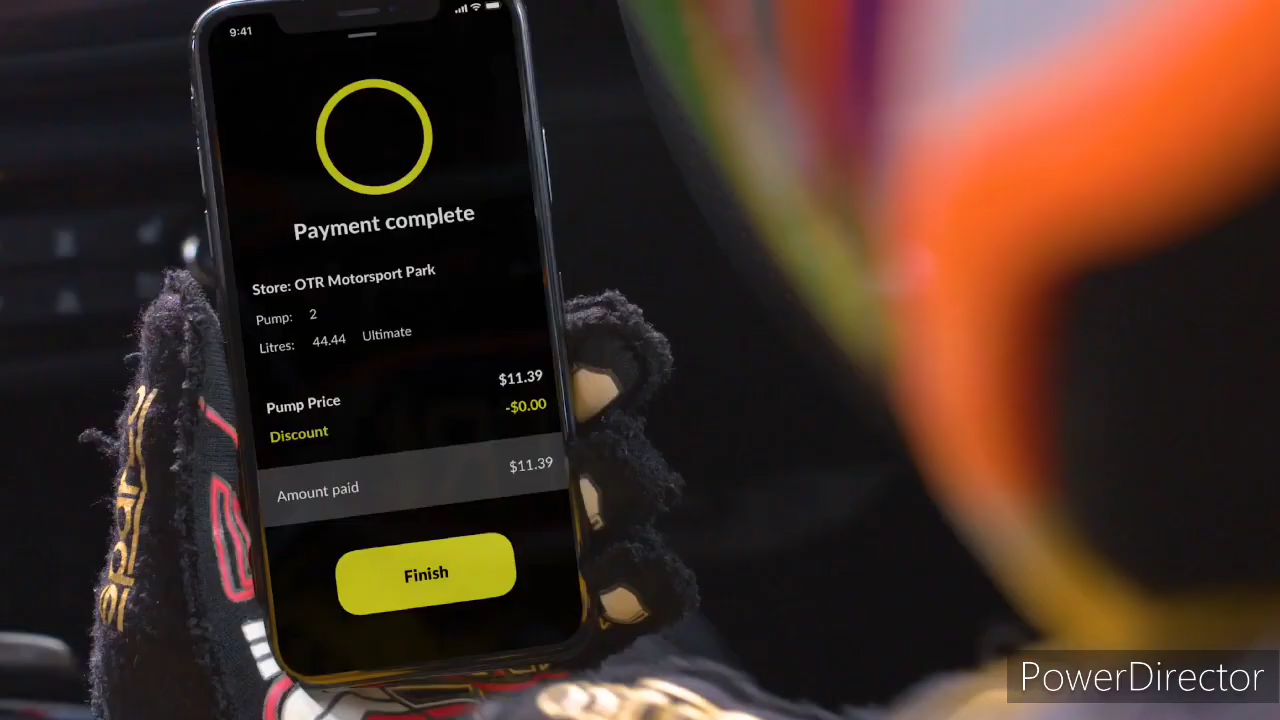 9:41
Payment complete
Store: OTR Motorsport Park
Pump: 2
Litres: 44.44 Ultimate
Pump Price $11.39
Discount -$0.00
Amount paid $11.39
Finish
PowerDirector